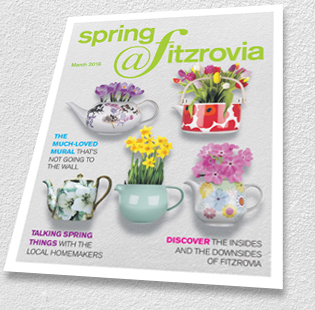 spring
@fitzrovia
March 2016
THE
MUCH-LOVED
MURAL THAT'S
NOT GOING TO
THE WALL
TALKING SPRING
THINGS WITH THE
LOCAL HOMEMAKERS
DISCOVER THE INSIDES
AND THE DOWNSIDES
OF FITZROVIA